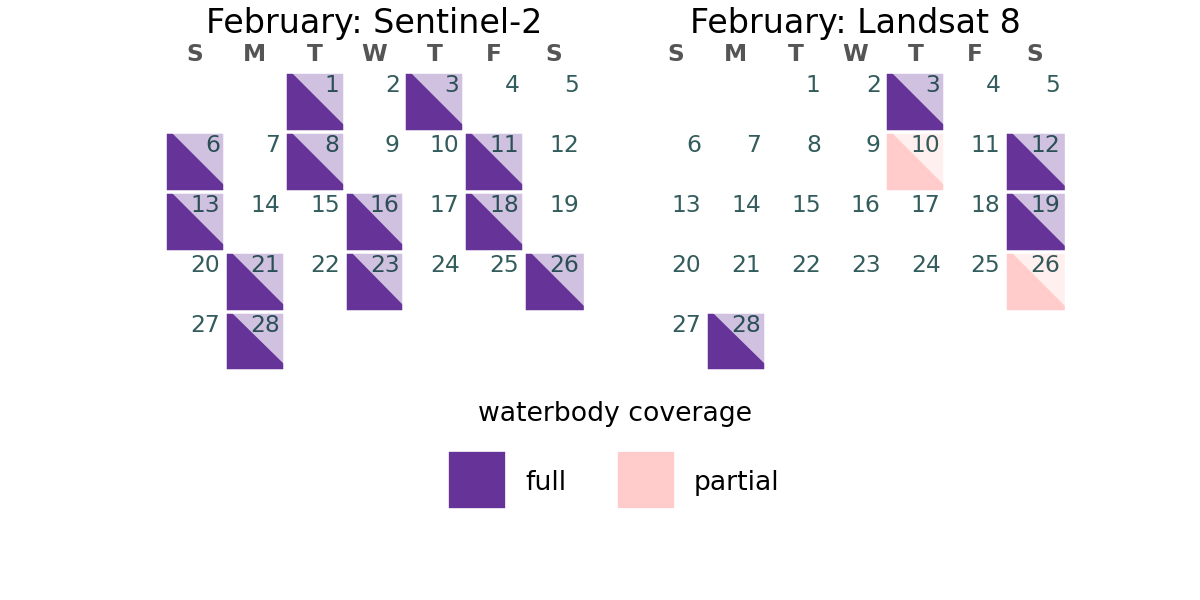 February: Sentinel-2
S M T W T F S
1 2 3 4 5
6 7 8 9 10 11 12
13 14 15 16 17 18 19
20 21 22 23 24 25 26
27 28
February: Landsat 8
S M T W T F S
1 2 3 4 5
6 7 8 9 10 11 12
13 14 15 16 17 18 19
20 21 22 23 24 25 26
27 28
waterbody coverage
full partial